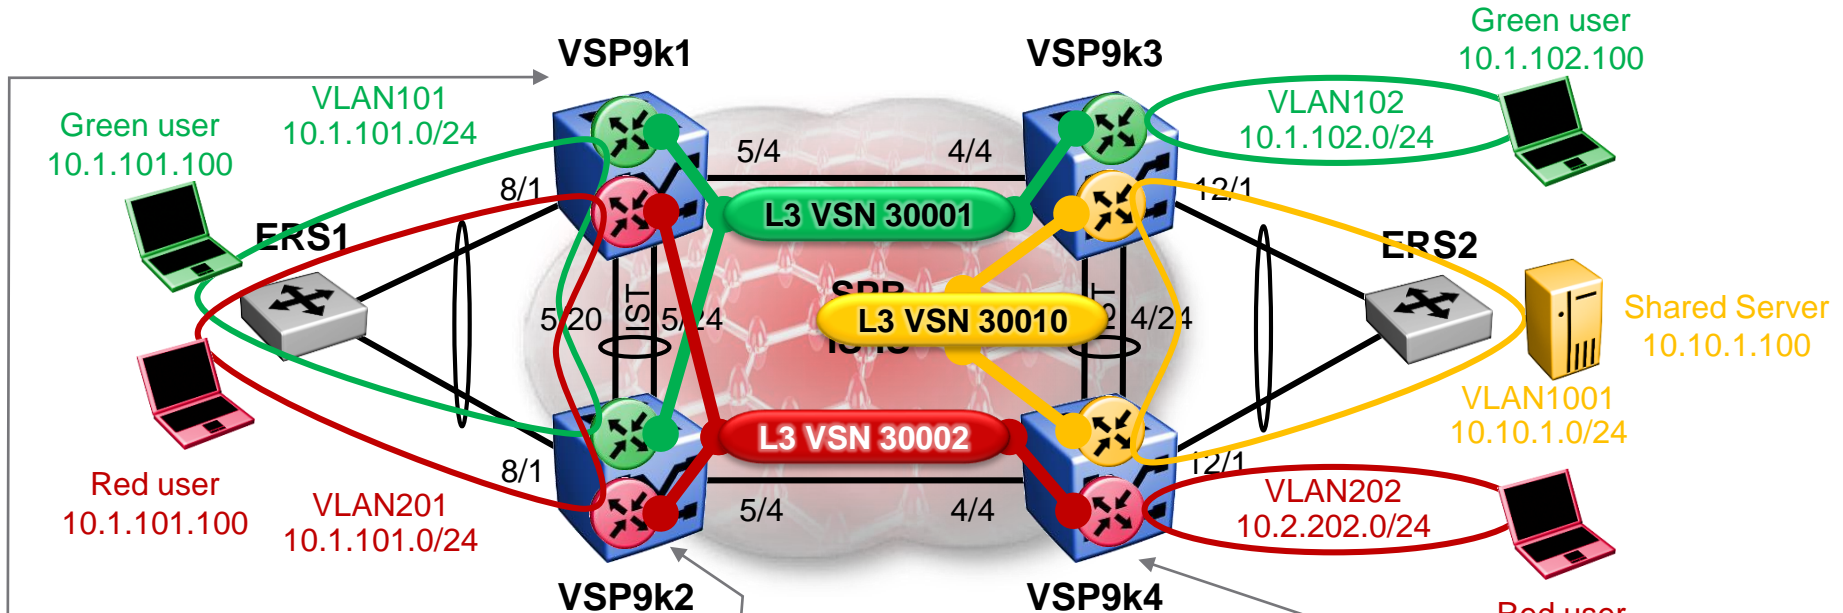 Green user
10.1.102.100
VSP9k1
VSP9k3
VLAN101
10.1.101.0/24
Green user
10.1.101.100
VLAN102
10.1.102.0/24
5/4
4/4
8/1
12/1
L3 VSN 30001
ERS1
ERS2
5/20
IST
5/24
L3 VSN 30010
4/24
Shared Server
10.10.1.100
VLAN1001
10.10.1.0/24
L3 VSN 30002
8/1
12/1
Red user
10.1.101.100
VLAN201
10.1.101.0/24
5/4
4/4
VLAN202
10.2.202.0/24
VSP9k2
VSP9k4
Red user